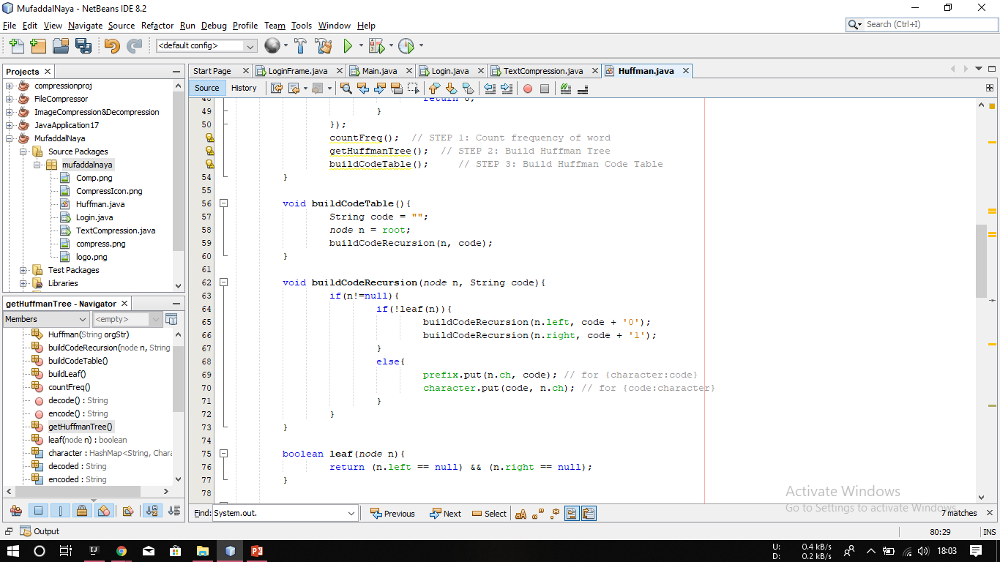 MufaddalNaya - NetBeans IDE 8.2
File Edit View Navigate Source Refactor Run Debug Profile Team Tools Window Help
Search (Ctrl+I)
<default config>
Projects
compressionproj
FileCompressor
ImageCompression&Decompression
JavaApplication17
MufaddalNaya
Source Packages
mufaddalnaya
Comp.png
CompressIcon.png
Huffman.java
Login.java
TextCompression.java
compress.png
logo.png
Test Packages
Libraries
getHuffmanTree - Navigator
Members <empty>
Huffman(String orgStr)
buildCodeRecursion(node n, String
buildCodeTable()
buildLeaf()
countFreq()
decode() : String
encode() : String
getHuffmanTree()
leaf(node n) : boolean
character : HashMap<String, Chara
decoded : String
encoded : String
Start Page LoginFrame.java Main.java Login.java TextCompression.java Huffman.java
Source History
48 return 0;
49 }
50 });
countFreq(); // STEP 1: Count frequency of word
getHuffmanTree(); // STEP 2: Build Huffman Tree
buildCodeTable(); // STEP 3: Build Huffman Code Table
54 }
55
56 void buildCodeTable(){
57 String code = "";
58 node n = root;
59 buildCodeRecursion(n, code);
60 }
61
62 void buildCodeRecursion(node n, String code){
63 if(n!=null){
64 if(!leaf(n)){
65 buildCodeRecursion(n.left, code + '0');
66 buildCodeRecursion(n.right, code + '1');
67 }
68 else{
69 prefix.put(n.ch, code); // for {character:code}
70 character.put(code, n.ch); // for {code:character}
71 }
72 }
73 }
74
75 boolean leaf(node n){
76 return (n.left == null) && (n.right == null);
77 }
78
Activate Windows
Go to Settings to activate Windows.
Find: System.out. Previous Next Select 7 matches
Output
80:29 INS
U: 0.4 kB/s
D: 0.2 kB/s
18:03